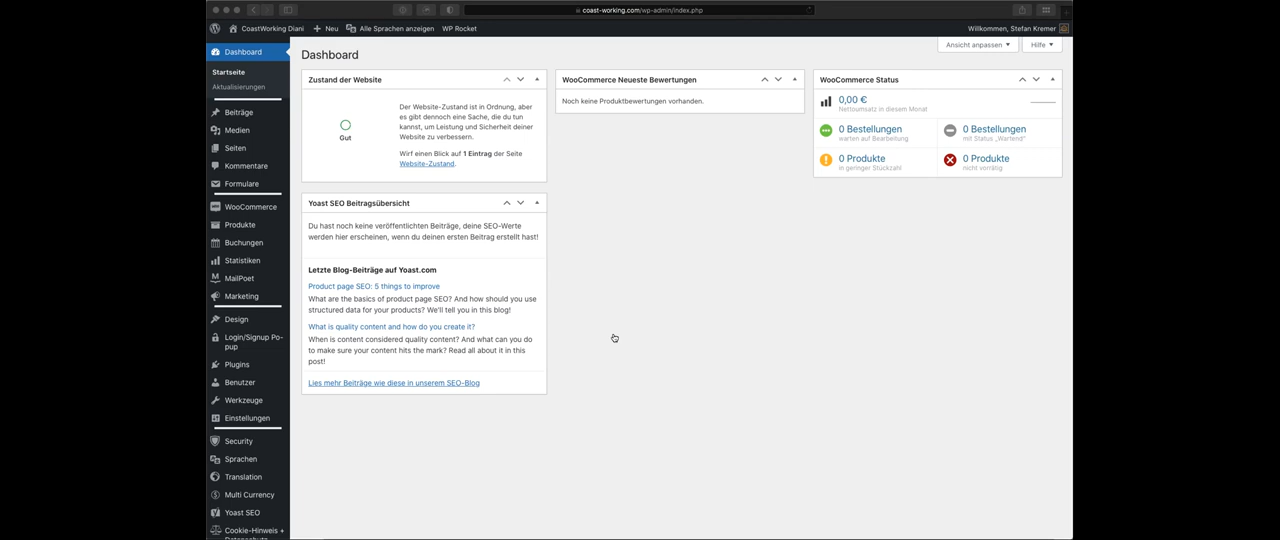 coast-working.com/wp-admin/index.php
CoastWorking Diani
Neu
Alle Sprachen anzeigen
WP Rocket
Willkommen, Stefan Kremer
Dashboard
Startseite
Aktualisierungen
Beiträge
Medien
Seiten
Kommentare
Formulare
WooCommerce
Produkte
Buchungen
Statistiken
MailPoet
Marketing
Design
Login/Signup Po-
pup
Plugins
Benutzer
Werkzeuge
Einstellungen
Security
Sprachen
Translation
Multi Currency
Yoast SEO
Cookie-Hinweis +
Ansicht anpassen
Hilfe
Dashboard
Zustand der Website
Gut
Der Website-Zustand ist in Ordnung, aber
es gibt dennoch eine Sache, die du tun
kannst, um Leistung und Sicherheit deiner
Website zu verbessern.
Wirf einen Blick auf 1 Eintrag der Seite
Website-Zustand.
Yoast SEO Beitragsübersicht
Du hast noch keine veröffentlichten Beiträge, deine SEO-Werte
werden hier erscheinen, wenn du deinen ersten Beitrag erstellt hast!
Letzte Blog-Beiträge auf Yoast.com
Product page SEO: 5 things to improve
What are the basics of product page SEO? And how should you use
structured data for your products? We'll tell you in this blog!
What is quality content and how do you create it?
When is content considered quality content? And what can you do
to make sure your content hits the mark? Read all about it in this
post!
Lies mehr Beiträge wie diese in unserem SEO-Blog
WooCommerce Neueste Bewertungen
Noch keine Produktbewertungen vorhanden.
WooCommerce Status
0,00 €
Nettoumsatz in diesem Monat
0 Bestellungen
warten auf Bearbeitung
0 Bestellungen
mit Status „Wartend“
0 Produkte
in geringer Stückzahl
0 Produkte
nicht vorrätig